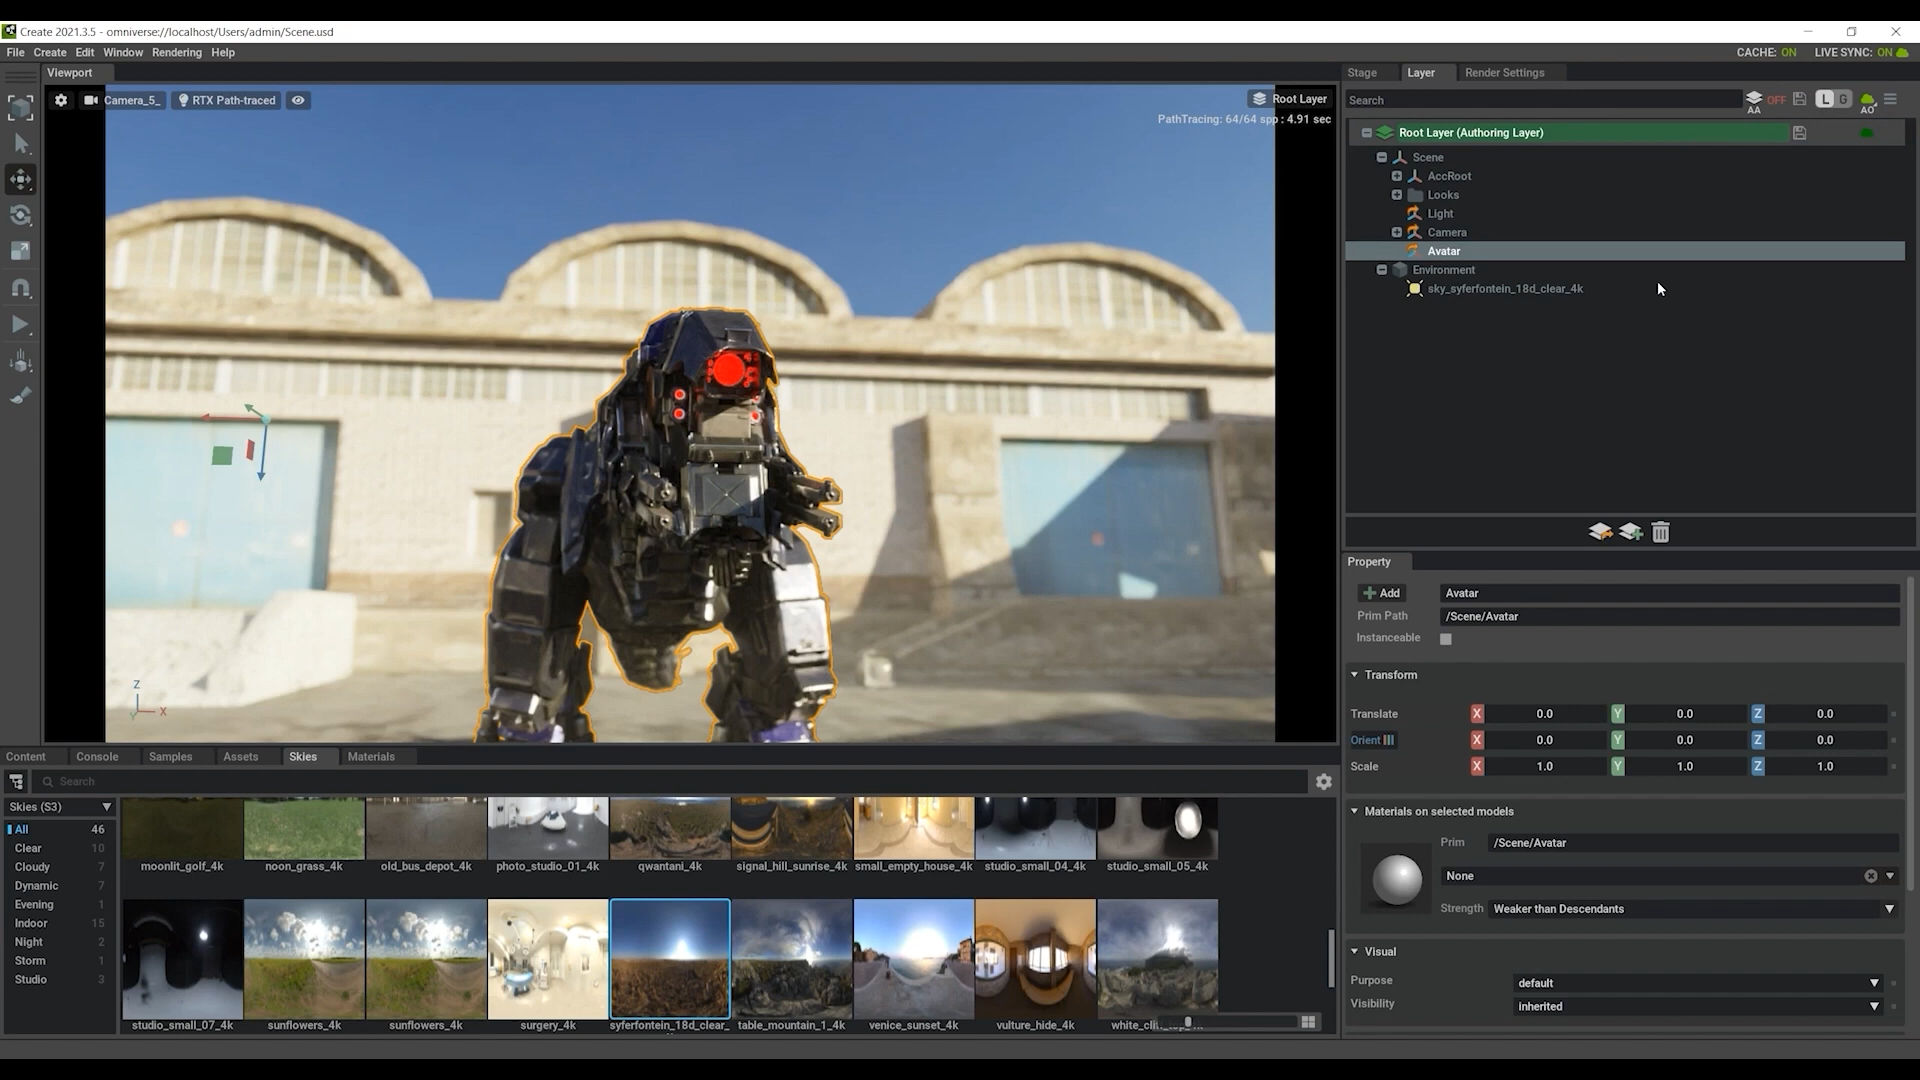 Create 2021.3.5 - omniverse://localhost/Users/admin/Scene.usd
File Create Edit Window Rendering Help
CACHE: ON LIVE SYNC: ON
Viewport
Camera_5_ RTX Path-traced
Root Layer
PathTracing: 64/64 spp : 4.91 sec
Z
X
Y
Stage Layer Render Settings
Search
AA OFF L G AO
Root Layer (Authoring Layer)
Scene
AccRoot
Looks
Light
Camera
Avatar
Environment
sky_syferfontein_18d_clear_4k
Property
Add Avatar
Prim Path /Scene/Avatar
Instanceable
Transform
Translate X 0.0 Y 0.0 Z 0.0
Orient X 0.0 Y 0.0 Z 0.0
Scale X 1.0 Y 1.0 Z 1.0
Materials on selected models
Prim /Scene/Avatar
None
Strength Weaker than Descendants
Visual
Purpose default
Visibility inherited
Content Console Samples Assets Skies Materials
Search
Skies (S3)
All 46
Clear 10
Cloudy 7
Dynamic 7
Evening 1
Indoor 15
Night 2
Storm 1
Studio 3
moonlit_golf_4k noon_grass_4k old_bus_depot_4k photo_studio_01_4k qwantani_4k signal_hill_sunrise_4k small_empty_house_4k studio_small_04_4k studio_small_05_4k
studio_small_07_4k sunflowers_4k sunflowers_4k surgery_4k syferfontein_18d_clear_ table_mountain_1_4k venice_sunset_4k vulture_hide_4k